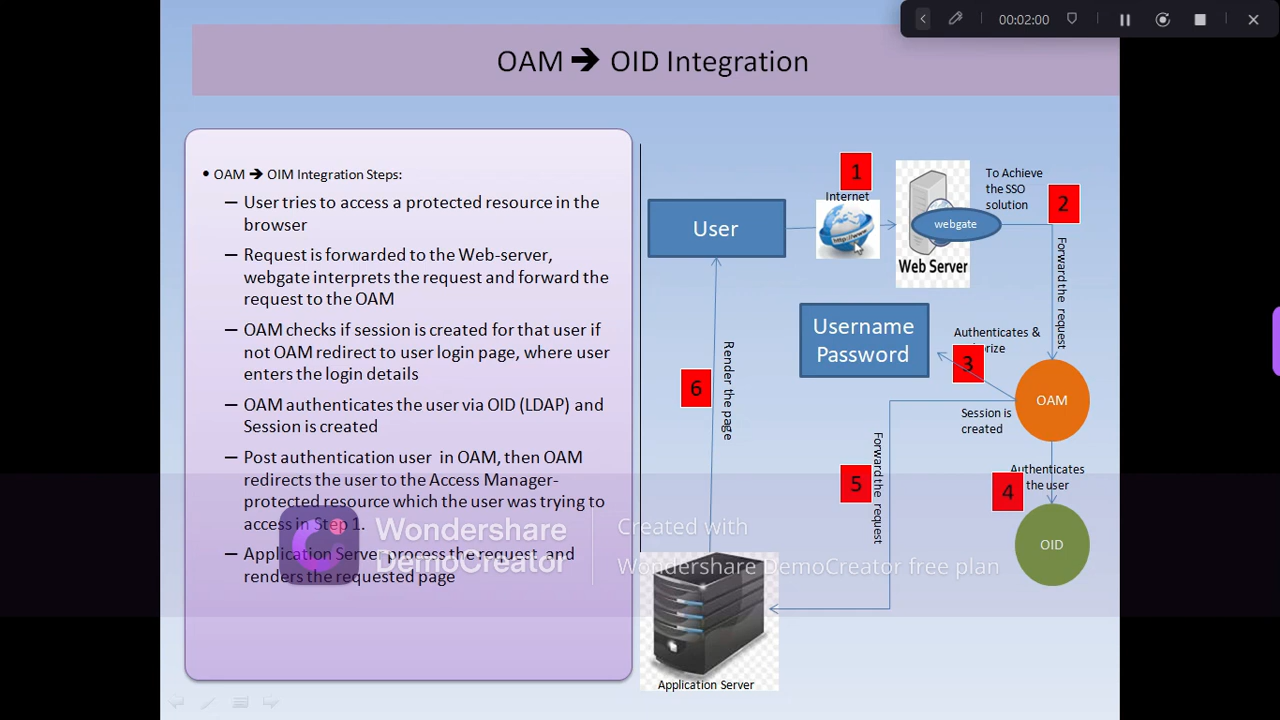 00:02:00
OAM → OID Integration
• OAM → OIM Integration Steps:
– User tries to access a protected resource in the
browser
– Request is forwarded to the Web-server,
webgate interprets the request and forward the
request to the OAM
– OAM checks if session is created for that user if
not OAM redirect to user login page, where user
enters the login details
– OAM authenticates the user via OID (LDAP) and
Session is created
– Post authentication user in OAM, then OAM
redirects the user to the Access Manager-
protected resource which the user was trying to
access in Step 1.
– Application Server process the request and
renders the requested page
User
1
Internet
http://www
webgate
Web Server
To Achieve
the SSO
solution
2
Forward the request
Username
Password
Authenticates &
3
OAM
Session is
created
Authenticates
the user
4
OID
5
Forward the request
6
Render the page
Application Server
Wondershare
DemoCreator
Created with
Wondershare DemoCreator free plan